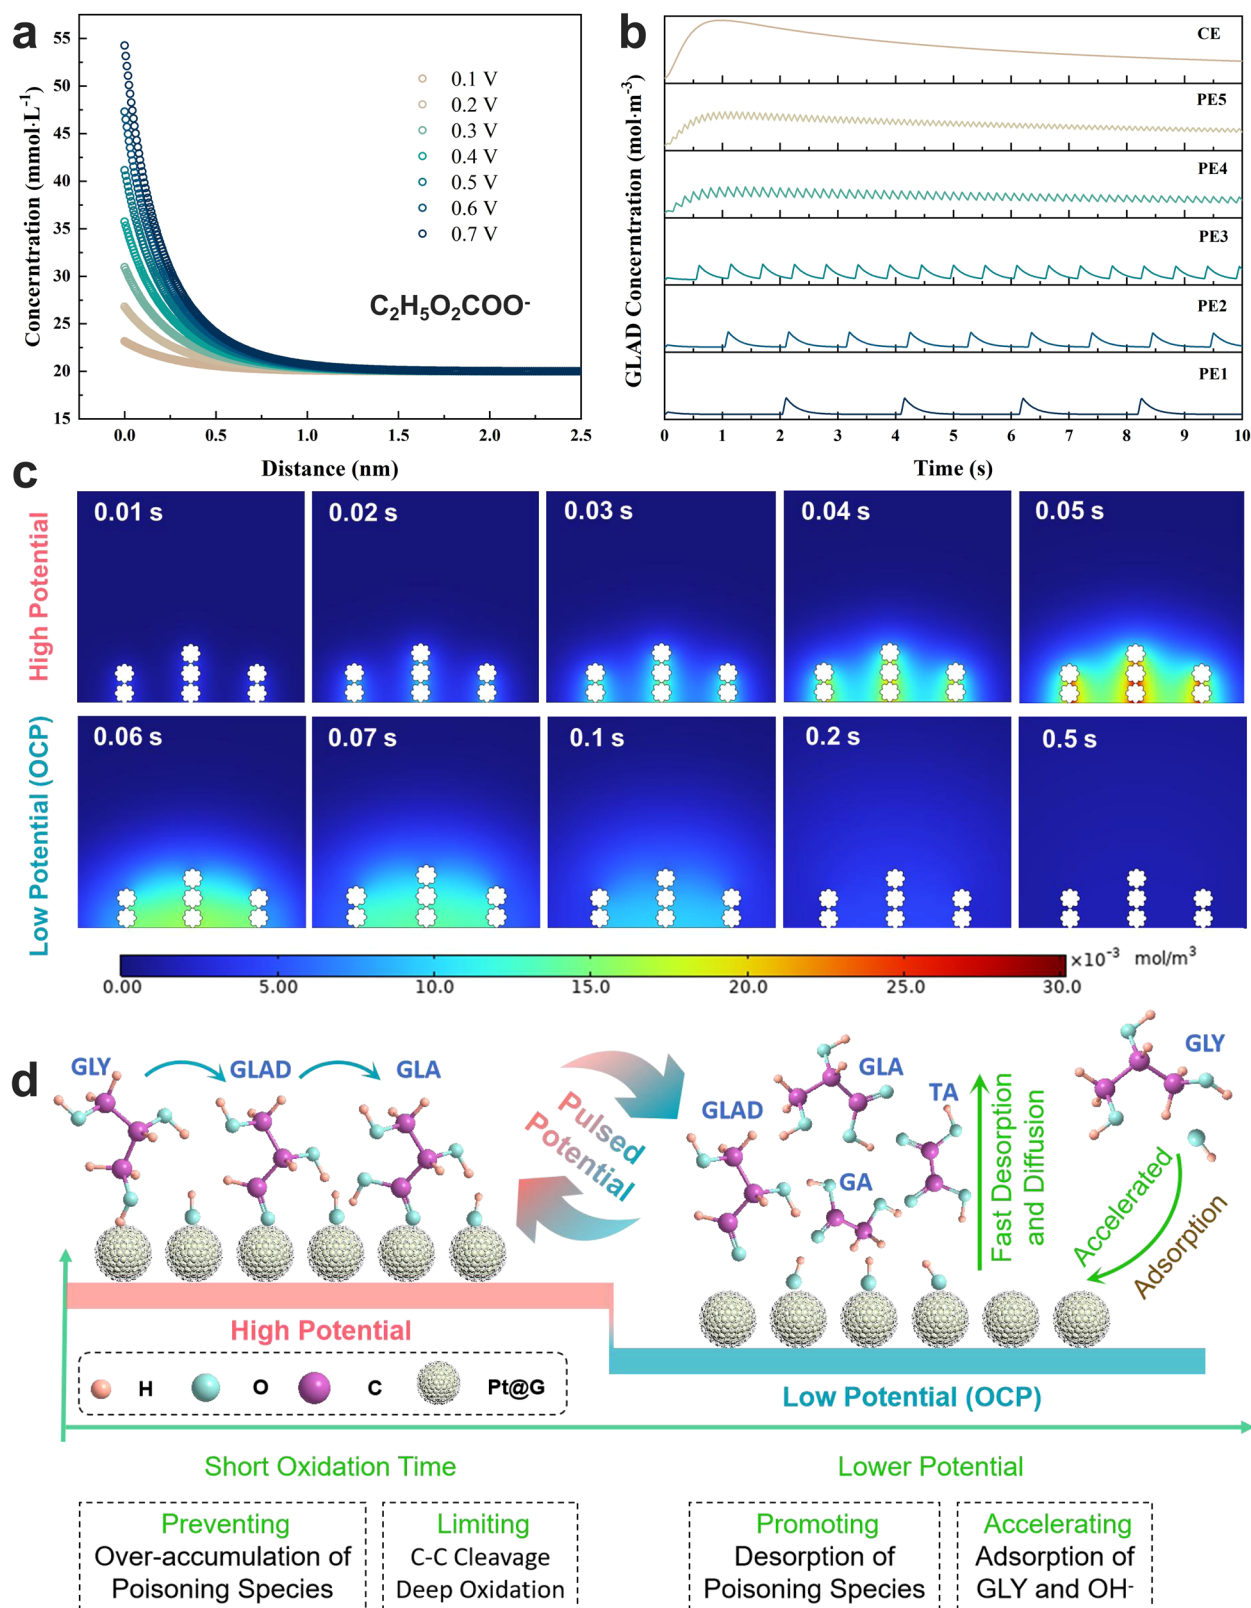 a
55
50
45
40
35
30
25
20
15
Concerntration (mmol·L⁻¹)
0.1 V
0.2 V
0.3 V
0.4 V
0.5 V
0.6 V
0.7 V
C₂H₅O₂COO⁻
0.0 0.5 1.0 1.5 2.0 2.5
Distance (nm)
b
GLAD Concerntration (mol·m⁻³)
CE
PE5
PE4
PE3
PE2
PE1
0 1 2 3 4 5 6 7 8 9 10
Time (s)
c
High Potential
0.01 s 0.02 s 0.03 s 0.04 s 0.05 s
Low Potential (OCP)
0.06 s 0.07 s 0.1 s 0.2 s 0.5 s
0.00 5.00 10.0 15.0 20.0 25.0 30.0
×10⁻³ mol/m³
d
GLY GLAD GLA
Pulsed
Potential
GLAD
GLA
TA
GA
GLY
Fast Desorption
and Diffusion
Accelerated
Adsorption
High Potential
H O C Pt@G
Low Potential (OCP)
Short Oxidation Time
Lower Potential
Preventing
Over-accumulation of
Poisoning Species
Limiting
C-C Cleavage
Deep Oxidation
Promoting
Desorption of
Poisoning Species
Accelerating
Adsorption of
GLY and OH⁻